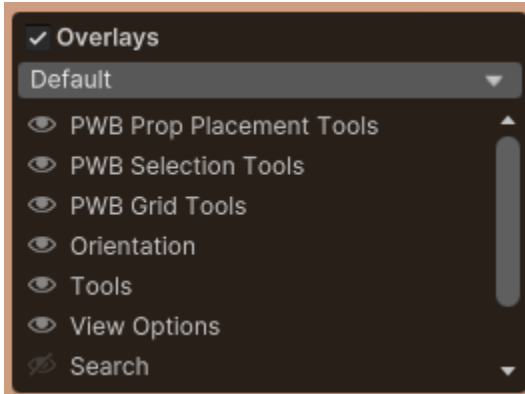 Overlays
Default
PWB Prop Placement Tools
PWB Selection Tools
PWB Grid Tools
Orientation
Tools
View Options
Search